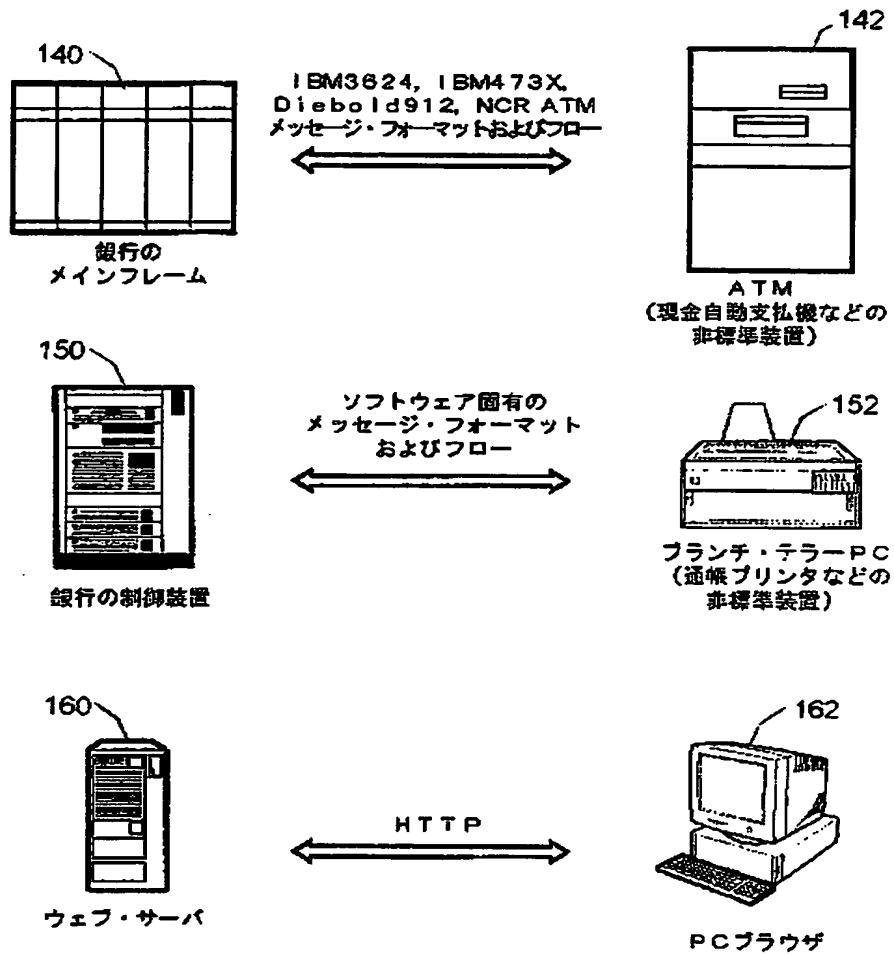 140
142
IBM3624, IBM473X,
Diebold912, NCR ATM
メッセージ・フォーマットおよびフロー
銀行の
メインフレーム
ATM
(現金自動支払機などの
非標準装置)
150
152
ソフトウェア固有の
メッセージ・フォーマット
およびフロー
銀行の制御装置
ブランチ・テラーPC
(通帳プリンタなどの
非標準装置)
160
162
HTTP
ウェブ・サーバ
PCブラウザ